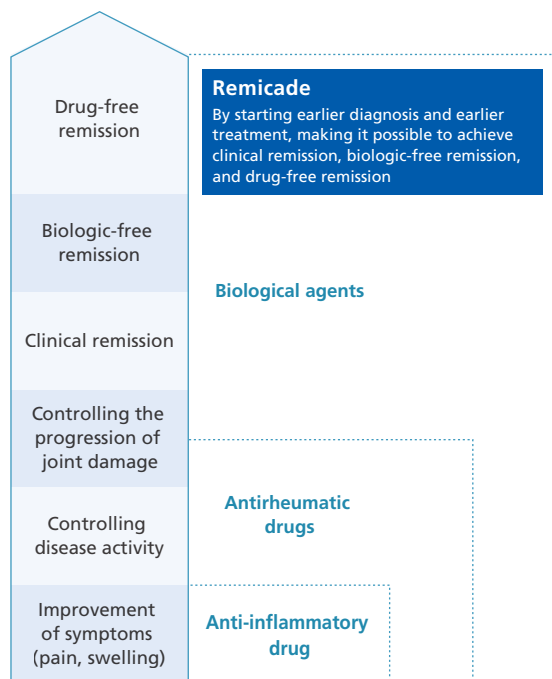 Drug-free
remission
Remicade
By starting earlier diagnosis and earlier
treatment, making it possible to achieve
clinical remission, biologic-free remission,
and drug-free remission
Biologic-free
remission
Biological agents
Clinical remission
Controlling the
progression of
joint damage
Antirheumatic
drugs
Controlling
disease activity
Improvement
of symptoms
(pain, swelling)
Anti-inflammatory
drug